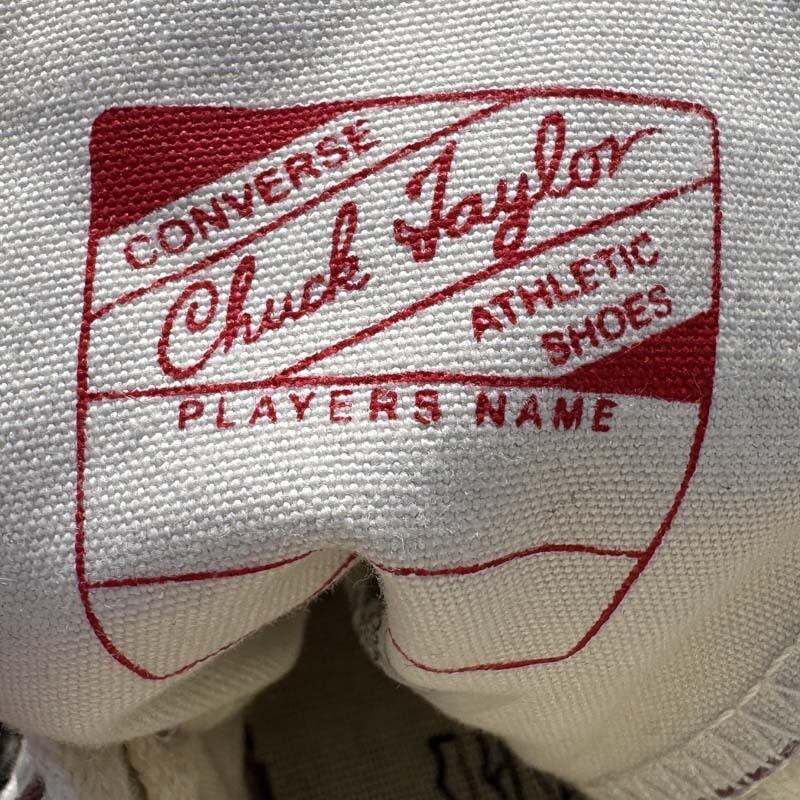 CONVERSE
Chuck Taylor
ATHLETIC
SHOES
PLAYERS NAME